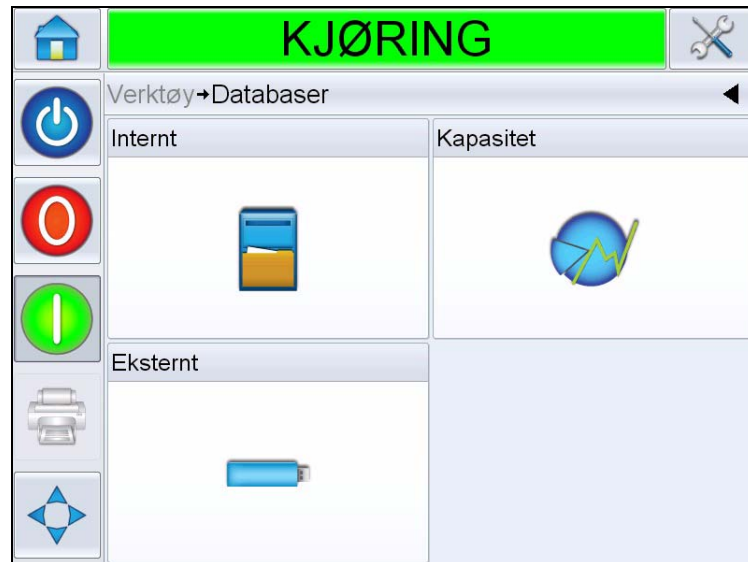 KJØRING
Verktøy→Databaser
Internt
Kapasitet
Eksternt